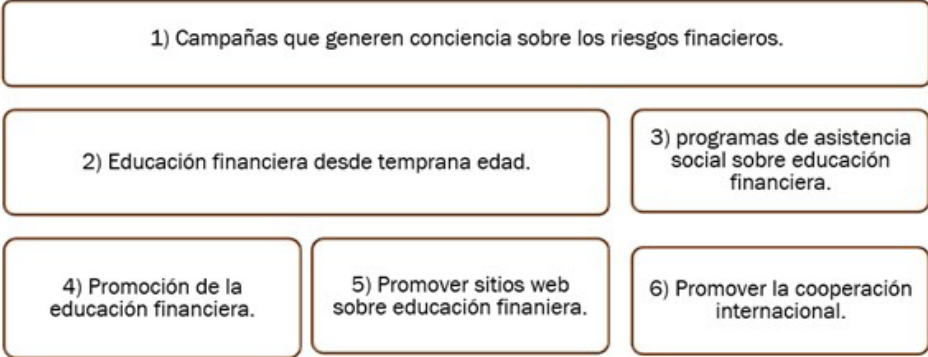 1) Campañas que generen conciencia sobre los riesgos finacieros.
2) Educación financiera desde temprana edad.
3) programas de asistencia
social sobre educación
financiera.
4) Promoción de la
educación financiera.
5) Promover sitios web
sobre educación finaniera.
6) Promover la cooperación
internacional.